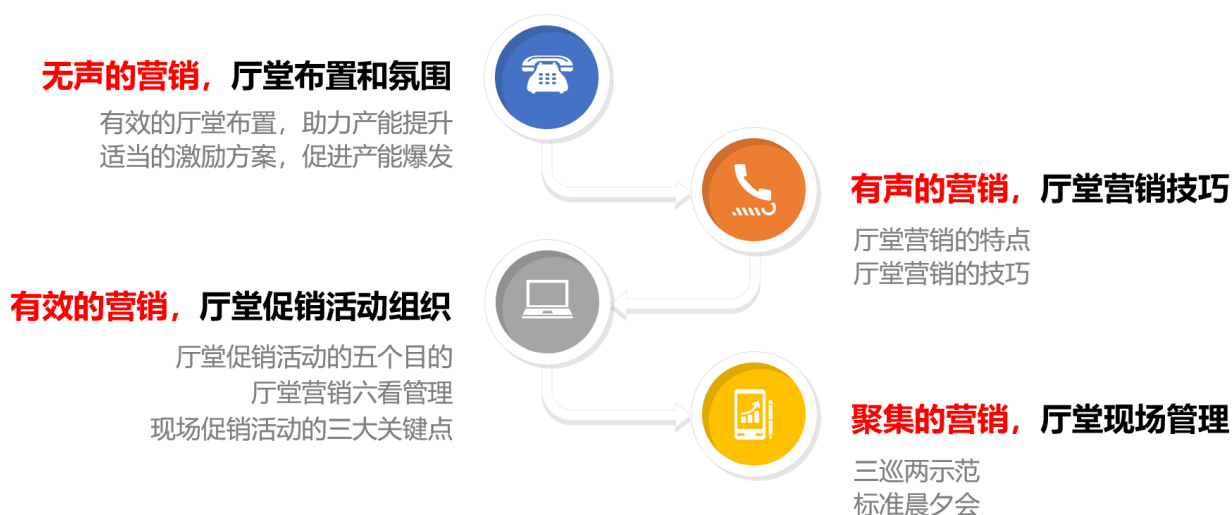 无声的营销，厅堂布置和氛围
有效的厅堂布置，助力产能提升
适当的激励方案，促进产能爆发
有声的营销，厅堂营销技巧
厅堂营销的特点
厅堂营销的技巧
有效的营销，厅堂促销活动组织
厅堂促销活动的五个目的
厅堂营销六看管理
现场促销活动的三大关键点
聚集的营销，厅堂现场管理
三巡两示范
标准晨夕会